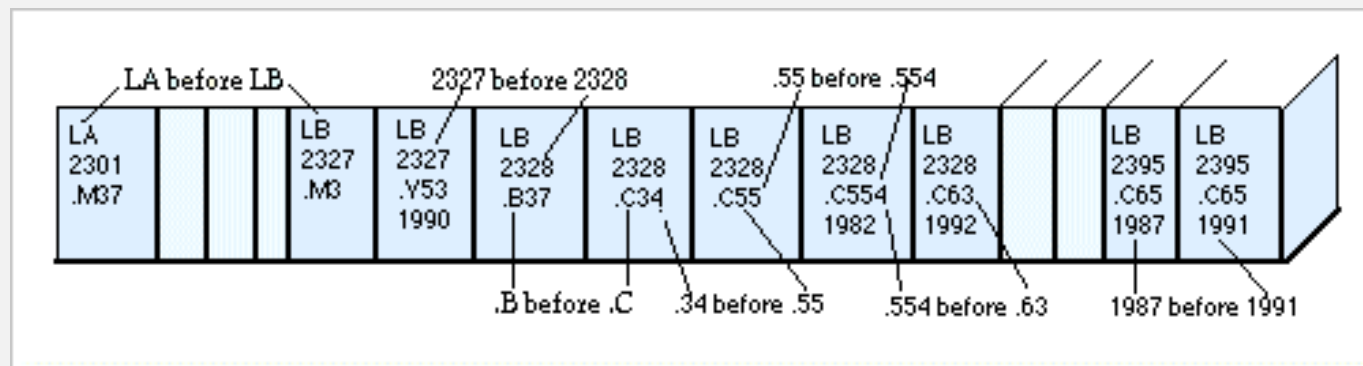 LA before LB
2327 before 2328
.55 before .554
LA
2301
.M37
LB
2327
.M3
LB
2327
.Y53
1990
LB
2328
.B37
LB
2328
.C34
LB
2328
.C55
LB
2328
.C554
1982
LB
2328
.C63
1992
LB
2395
.C65
1987
LB
2395
.C65
1991
.B before .C
.34 before .55
.554 before .63
1987 before 1991